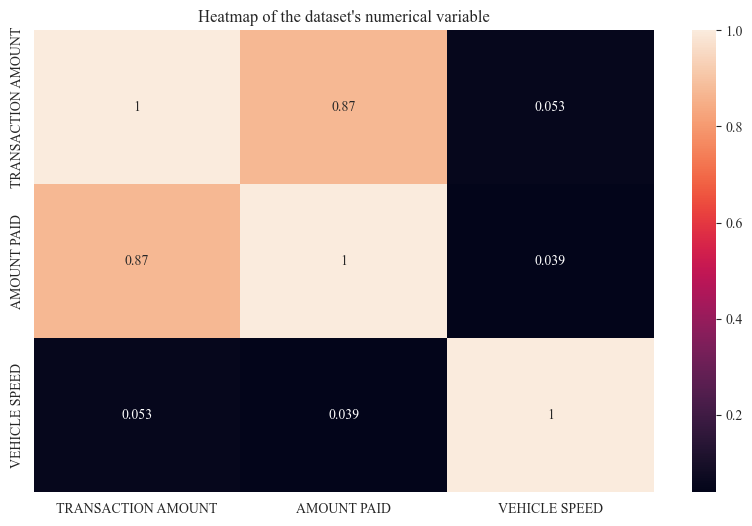 Heatmap of the dataset's numerical variable
TRANSACTION AMOUNT
1
0.87
0.053
AMOUNT PAID
0.87
1
0.039
VEHICLE SPEED
0.053
0.039
1
TRANSACTION AMOUNT
AMOUNT PAID
VEHICLE SPEED
1.0
0.8
0.6
0.4
0.2